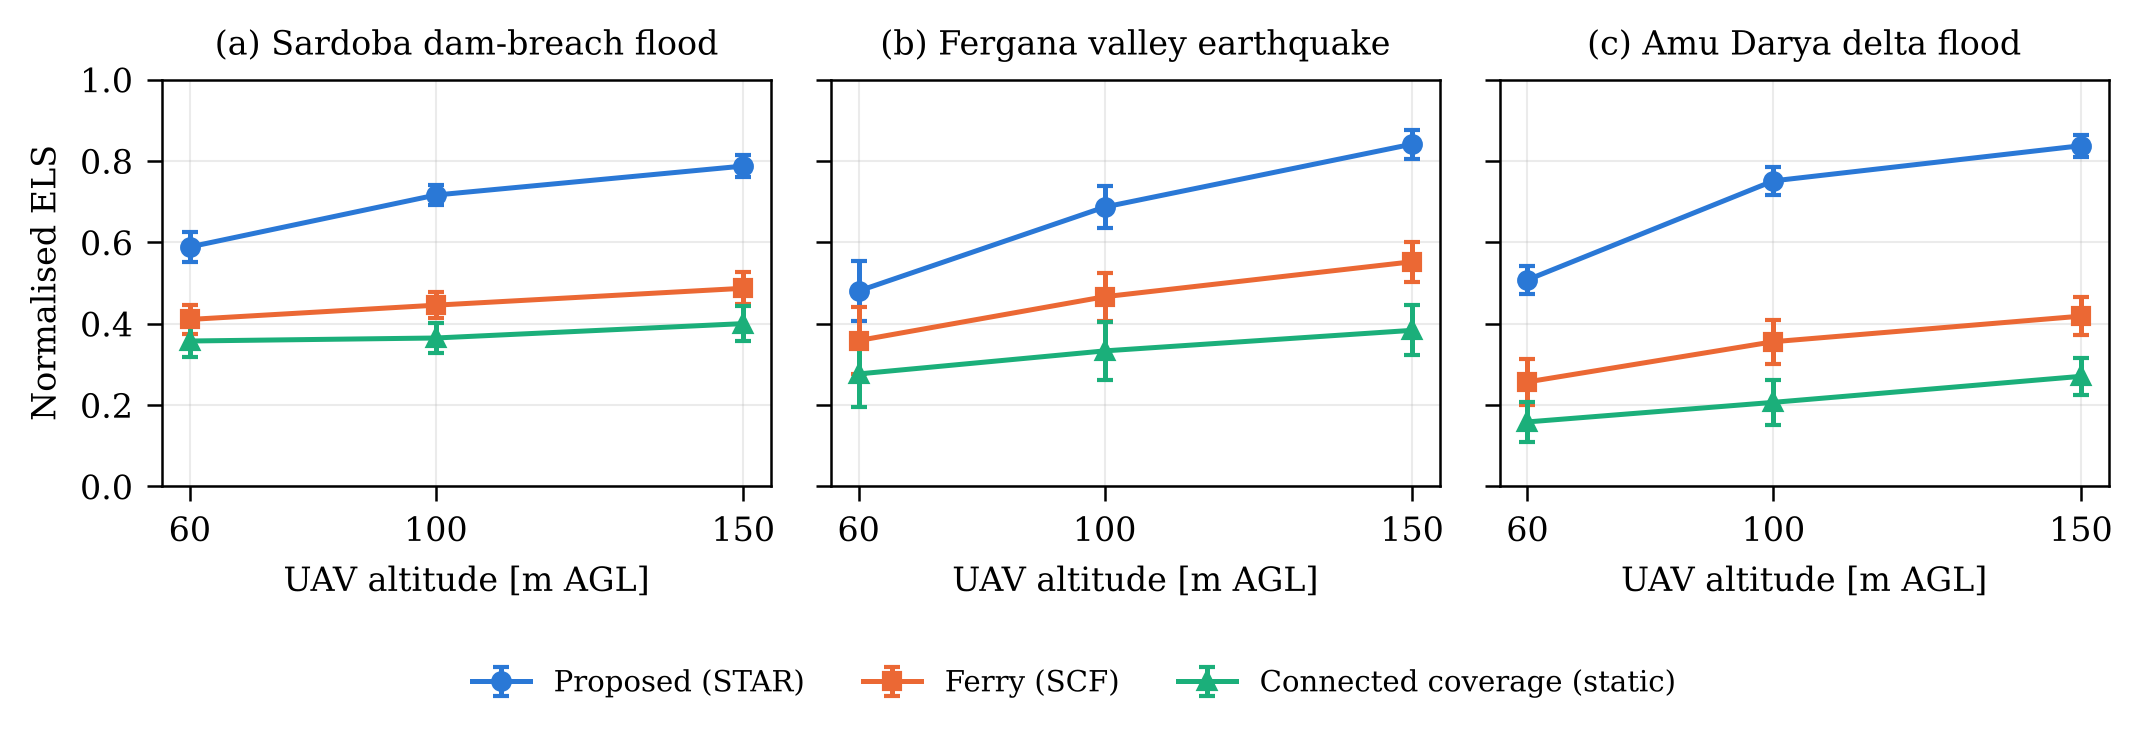 (a) Sardoba dam-breach flood
(b) Fergana valley earthquake
(c) Amu Darya delta flood
Normalised ELS
1.0
0.8
0.6
0.4
0.2
0.0
60 100 150
60 100 150
60 100 150
UAV altitude [m AGL]
UAV altitude [m AGL]
UAV altitude [m AGL]
Proposed (STAR)
Ferry (SCF)
Connected coverage (static)